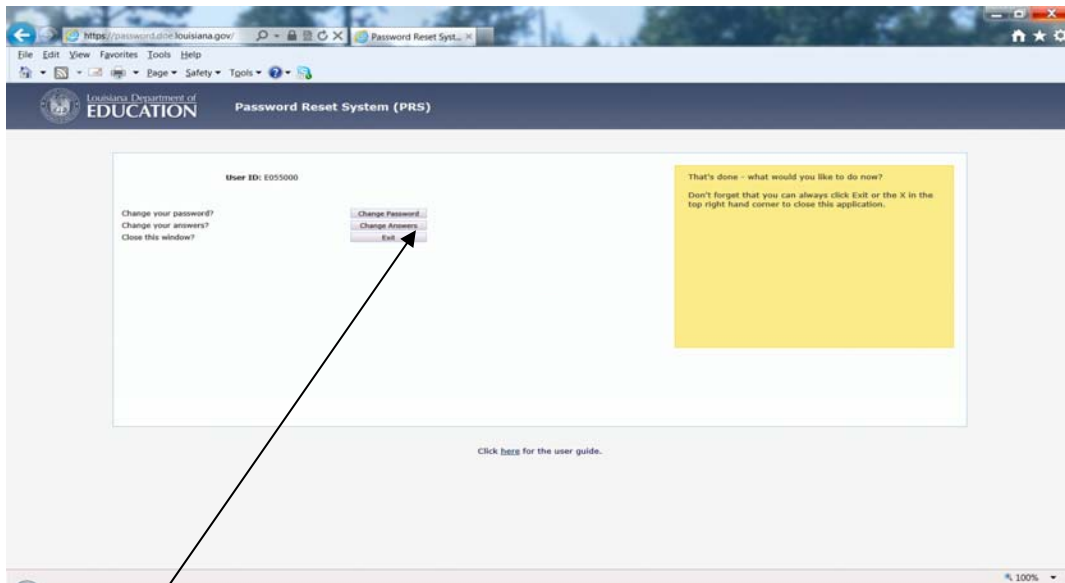 https://password.doe.louisiana.gov/
Password Reset Syst...
File Edit View Favorites Tools Help
Page Safety Tools
Louisiana Department of
EDUCATION
Password Reset System (PRS)
User ID: E055000
Change your password? Change Password
Change your answers? Change Answers
Close this window? Exit
That's done - what would you like to do now?
Don't forget that you can always click Exit or the X in the
top right hand corner to close this application.
Click here for the user guide.
100%